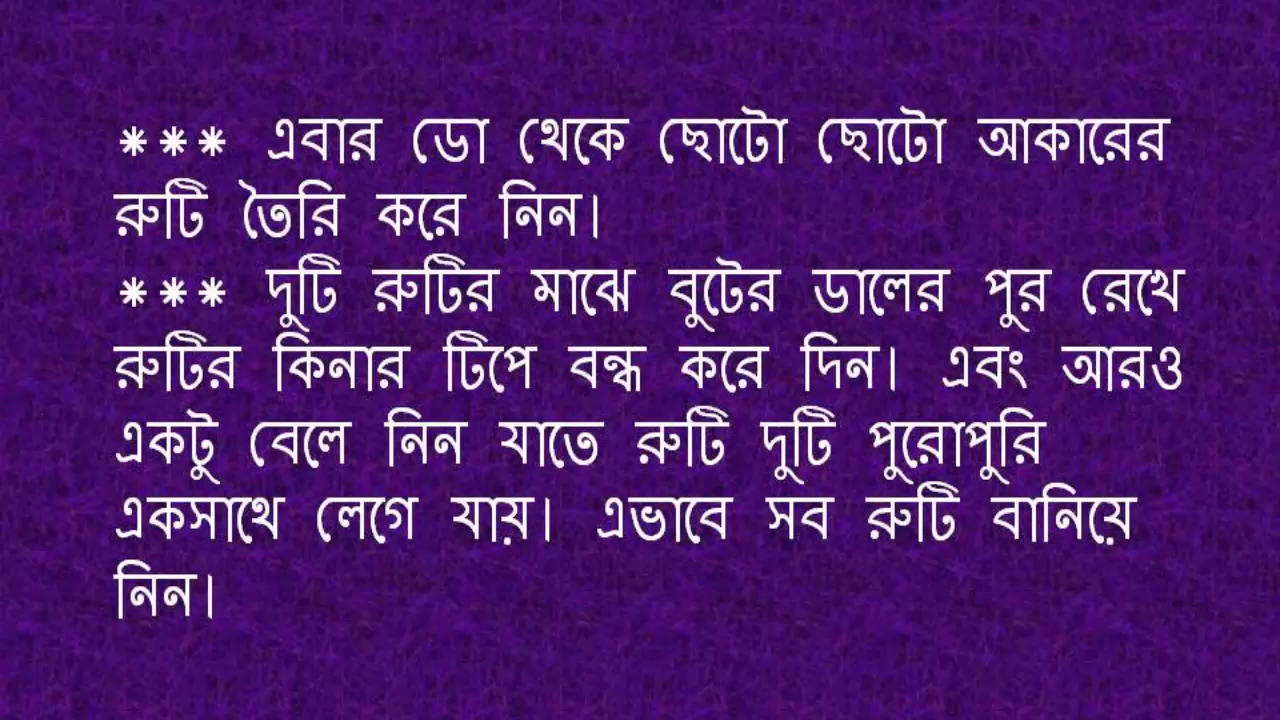 *** এবার ডো থেকে ছোটো ছোটো আকারের
রুটি তৈরি করে নিন।
*** দুটি রুটির মাঝে বুটের ডালের পুর রেখে
রুটির কিনার টিপে বন্ধ করে দিন। এবং আরও
একটু বেলে নিন যাতে রুটি দুটি পুরোপুরি
একসাথে লেগে যায়। এভাবে সব রুটি বানিয়ে
নিন।